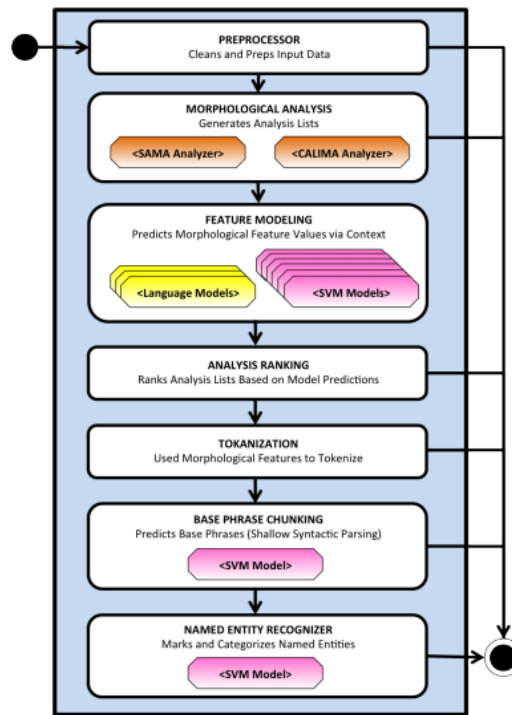 PREPROCESSOR
Cleans and Preps Input Data
MORPHOLOGICAL ANALYSIS
Generates Analysis Lists
<SAMA Analyzer> <CALIMA Analyzer>
FEATURE MODELING
Predicts Morphological Feature Values via Context
<Language Models> <SVM Models>
ANALYSIS RANKING
Ranks Analysis Lists Based on Model Predictions
TOKANIZATION
Used Morphological Features to Tokenize
BASE PHRASE CHUNKING
Predicts Base Phrases (Shallow Syntactic Parsing)
<SVM Model>
NAMED ENTITY RECOGNIZER
Marks and Categorizes Named Entities
<SVM Model>